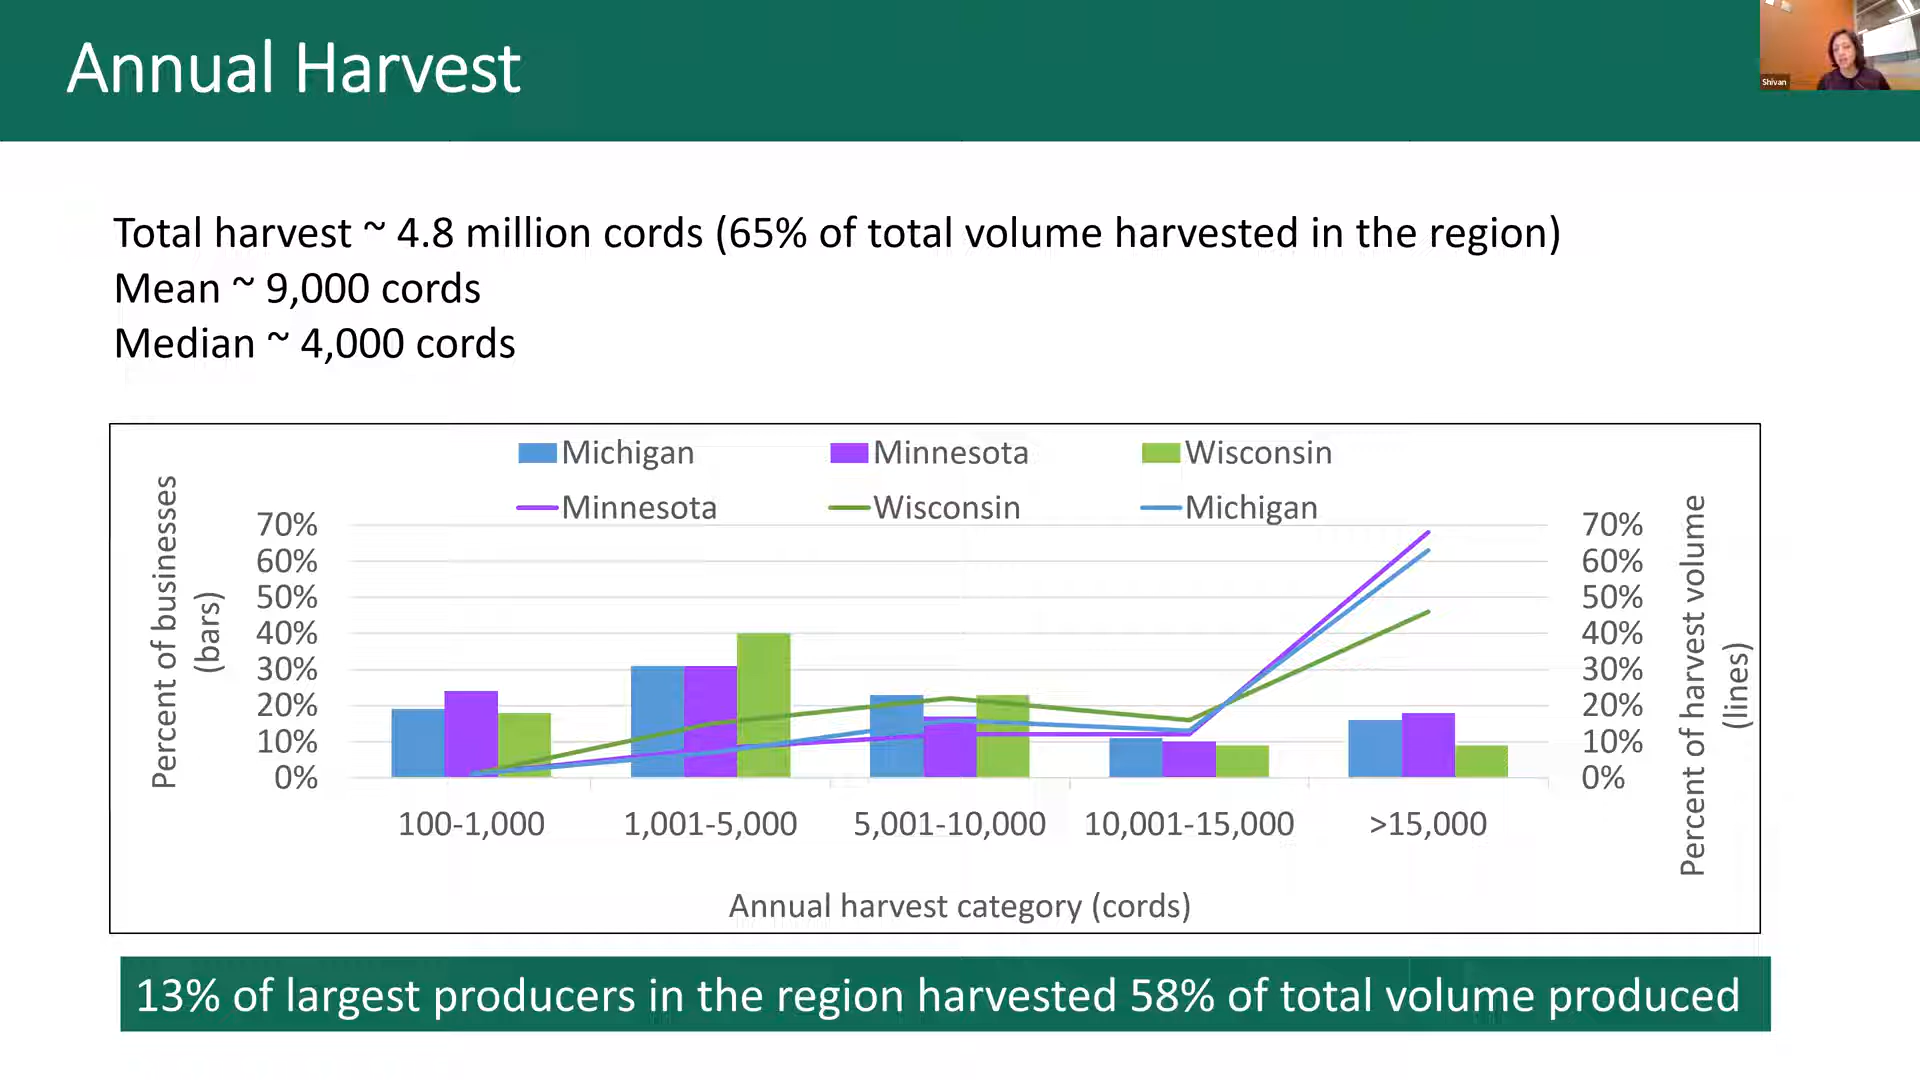 Annual Harvest
Shivan
Total harvest ~ 4.8 million cords (65% of total volume harvested in the region)
Mean ~ 9,000 cords
Median ~ 4,000 cords
Michigan Minnesota Wisconsin
Minnesota Wisconsin Michigan
Percent of businesses
(bars)
70%
60%
50%
40%
30%
20%
10%
0%
70%
60%
50%
40%
30%
20%
10%
0%
Percent of harvest volume
(lines)
100-1,000 1,001-5,000 5,001-10,000 10,001-15,000 >15,000
Annual harvest category (cords)
13% of largest producers in the region harvested 58% of total volume produced